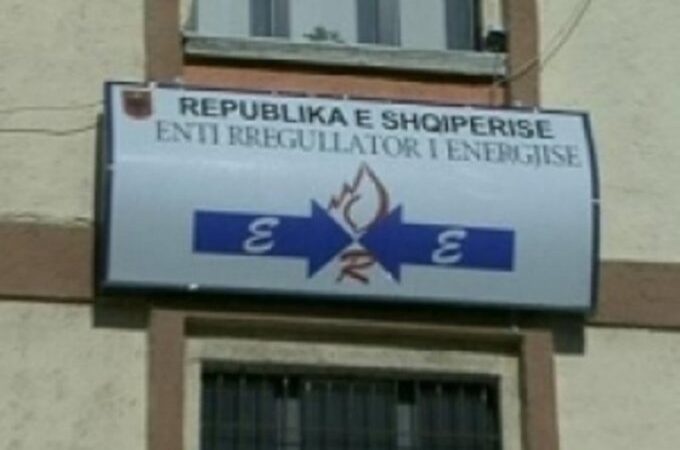 REPUBLIKA E SHQIPERISE
ENTI RREGULLATOR I ENERGJISE
E R E